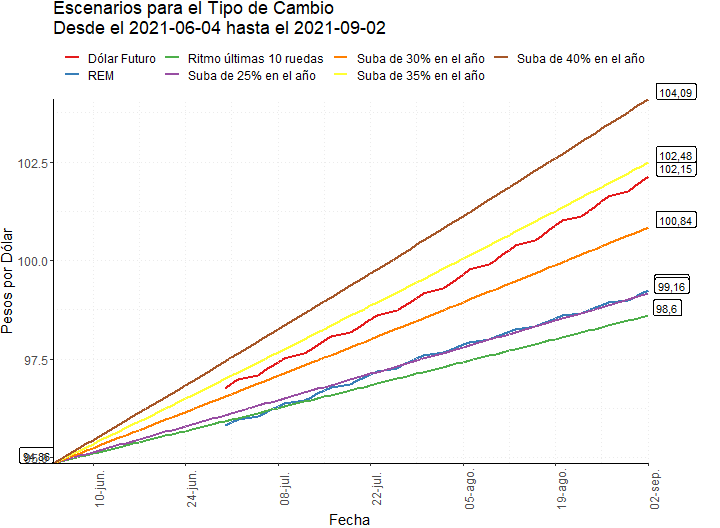 Escenarios para el Tipo de Cambio
Desde el 2021-06-04 hasta el 2021-09-02
Dólar Futuro
Ritmo últimas 10 ruedas
Suba de 30% en el año
Suba de 40% en el año
REM
Suba de 25% en el año
Suba de 35% en el año
104,09
102,48
102,15
100,84
99,16
98,6
94,86
102.5
100.0
97.5
Pesos por Dólar
10-jun.
24-jun.
08-jul.
22-jul.
05-ago.
19-ago.
02-sep.
Fecha